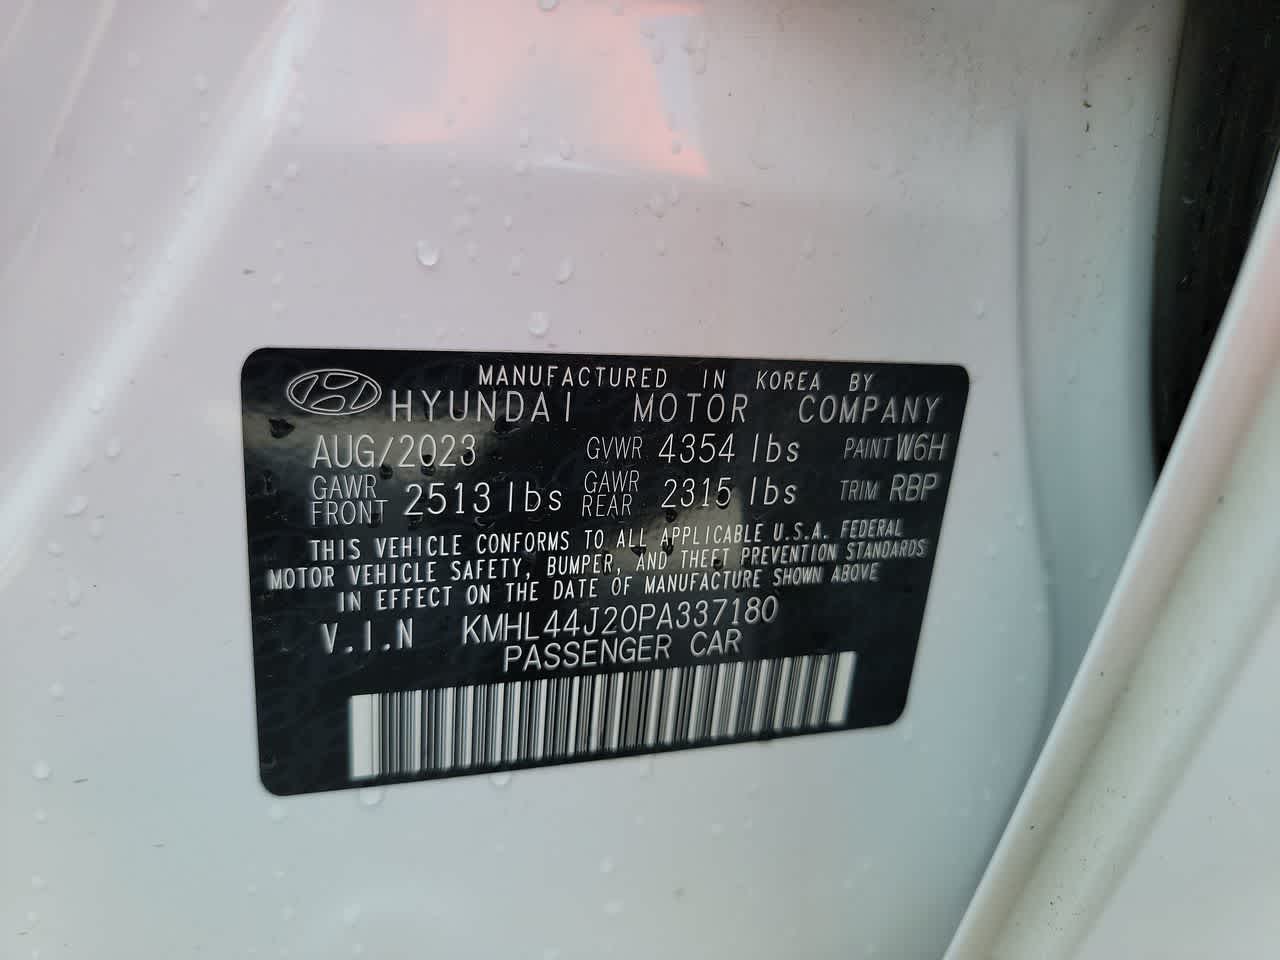 MANUFACTURED IN KOREA BY
HYUNDAI MOTOR COMPANY
AUG/2023 GVWR 4354 lbs PAINT W6H
GAWR FRONT 2513 lbs GAWR REAR 2315 lbs TRIM RBP
THIS VEHICLE CONFORMS TO ALL APPLICABLE U.S.A. FEDERAL
MOTOR VEHICLE SAFETY, BUMPER, AND THEFT PREVENTION STANDARDS
IN EFFECT ON THE DATE OF MANUFACTURE SHOWN ABOVE
V.I.N KMHL44J20PA337180
PASSENGER CAR